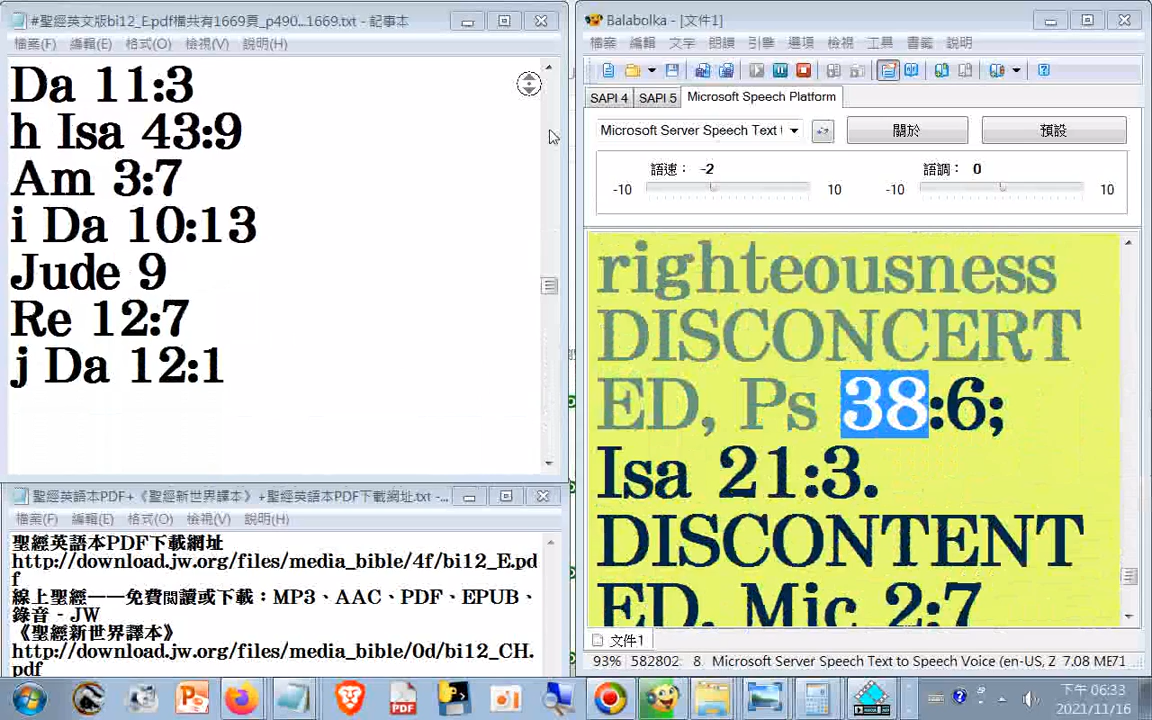 #聖經英文版bi12_E.pdf檔共有1669頁_p490...1669.txt - 記事本
檔案(F) 編輯(E) 格式(O) 檢視(V) 說明(H)
Da 11:3
h Isa 43:9
Am 3:7
i Da 10:13
Jude 9
Re 12:7
j Da 12:1
聖經英語本PDF+《聖經新世界譯本》+聖經英語本PDF下載網址.txt -...
檔案(F) 編輯(E) 格式(O) 檢視(V) 說明(H)
聖經英語本PDF下載網址
http://download.jw.org/files/media_bible/4f/bi12_E.pd
f
線上聖經——免費閱讀或下載：MP3、AAC、PDF、EPUB、
錄音 - JW
《聖經新世界譯本》
http://download.jw.org/files/media_bible/0d/bi12_CH.
pdf
Balabolka - [文件1]
檔案 編輯 文字 朗讀 引擎 選項 檢視 工具 書籤 說明
SAPI 4 SAPI 5 Microsoft Speech Platform
Microsoft Server Speech Text 關於 預設
語速： -2 語調： 0
-10 10 -10 10
righteousness
DISCONCERT
ED, Ps 38:6;
Isa 21:3.
DISCONTENT
ED, Mic 2:7
文件1
93% 582802 8. Microsoft Server Speech Text to Speech Voice (en-US, Z 7.08 ME71
下午 06:33
2021/11/16